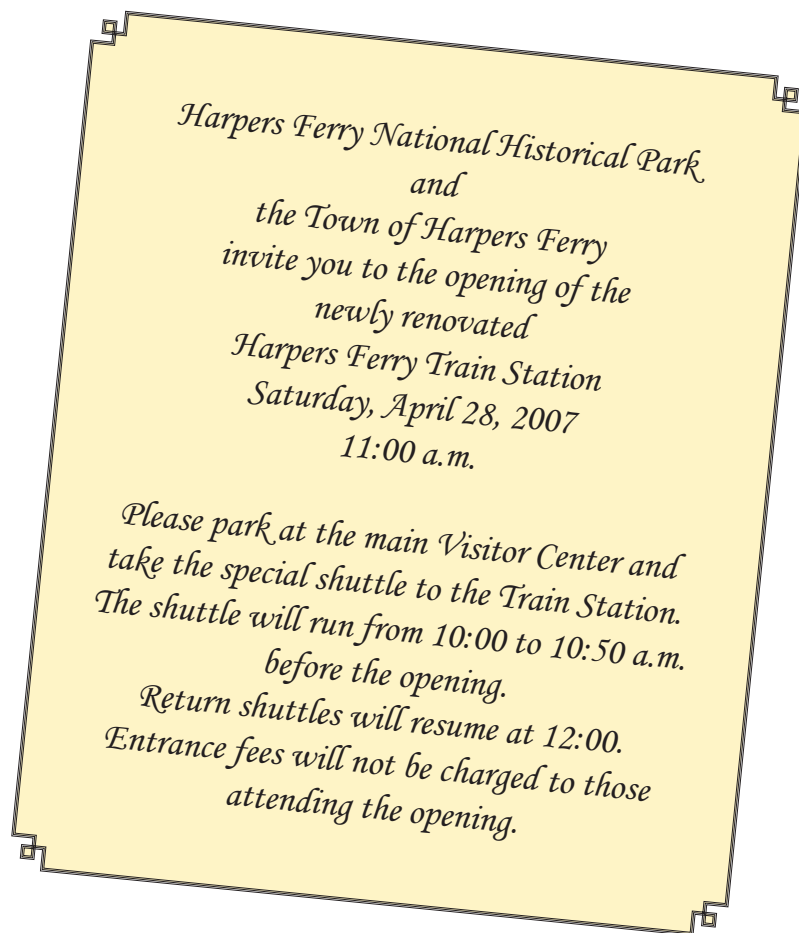 Harpers Ferry National Historical Park
and
the Town of Harpers Ferry
invite you to the opening of the
newly renovated
Harpers Ferry Train Station
Saturday, April 28, 2007
11:00 a.m.
Please park at the main Visitor Center and
take the special shuttle to the Train Station.
The shuttle will run from 10:00 to 10:50 a.m.
before the opening.
Return shuttles will resume at 12:00.
Entrance fees will not be charged to those
attending the opening.